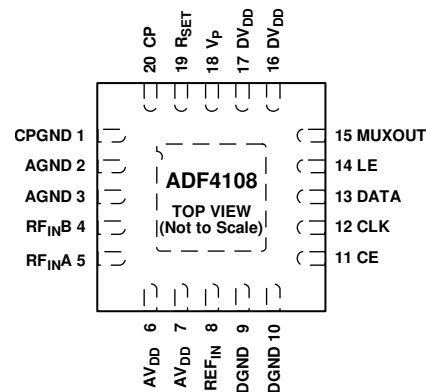 20 CP
19 RSET
18 VP
17 DVDD
16 DVDD
CPGND 1
AGND 2
AGND 3
RFINB 4
RFINA 5
ADF4108
TOP VIEW
(Not to Scale)
15 MUXOUT
14 LE
13 DATA
12 CLK
11 CE
AVDD 6
AVDD 7
REFIN 8
DGND 9
DGND 10